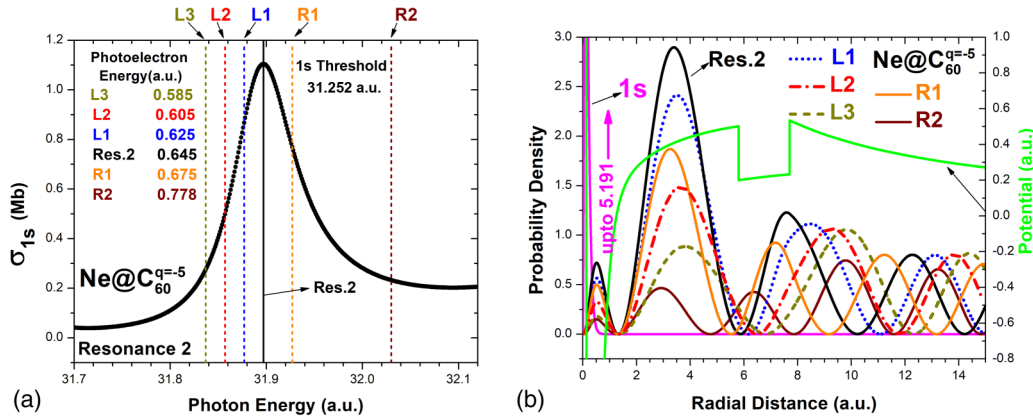 L3 L2 L1 R1 R2
1.2
1.0
0.8
0.6
0.4
0.2
0.0
σ1s (Mb)
Photoelectron
Energy(a.u.)
L3 0.585
L2 0.605
L1 0.625
Res.2 0.645
R1 0.675
R2 0.778
1s Threshold
31.252 a.u.
Ne@C60q=-5
Res.2
Resonance 2
31.7 31.8 31.9 32.0 32.1
Photon Energy (a.u.)
(a)
3.0
2.5
2.0
1.5
1.0
0.5
0.0
Probability Density
1s
upto 5.191
Res.2
L1
L2
L3
Ne@C60q=-5
R1
R2
1.0
0.8
0.6
0.4
0.2
0.0
-0.2
-0.4
-0.6
-0.8
Potential (a.u.)
0 2 4 6 8 10 12 14
Radial Distance (a.u.)
(b)